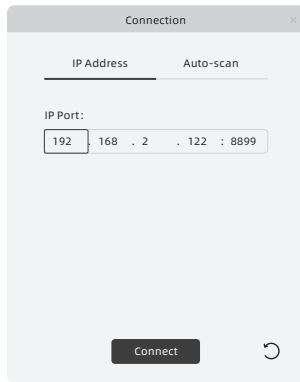 Connection
IP Address Auto-scan
IP Port:
192 . 168 . 2 . 122 : 8899
Connect